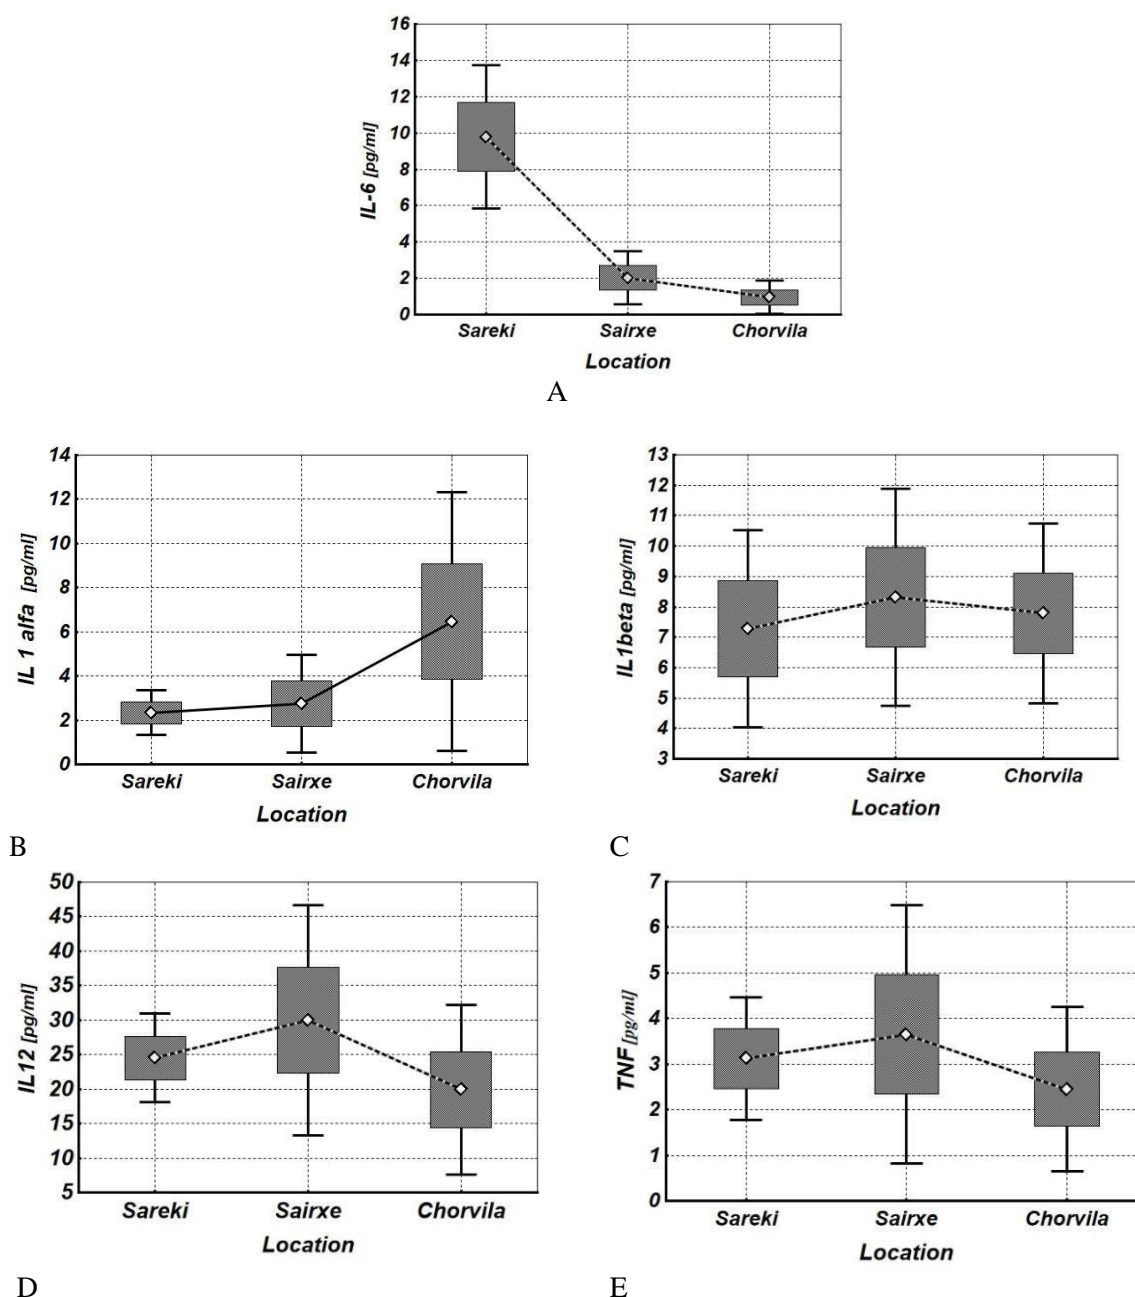 16
14
12
10
8
6
4
2
0
IL-6 [pg/ml]
Sareki Sairxe Chorvila
Location
A
14
12
10
8
6
4
2
0
IL 1 alfa [pg/ml]
Sareki Sairxe Chorvila
Location
B
13
12
11
10
9
8
7
6
5
4
3
IL1beta [pg/ml]
Sareki Sairxe Chorvila
Location
C
50
45
40
35
30
25
20
15
10
5
IL12 [pg/ml]
Sareki Sairxe Chorvila
Location
D
7
6
5
4
3
2
1
0
TNF [pg/ml]
Sareki Sairxe Chorvila
Location
E